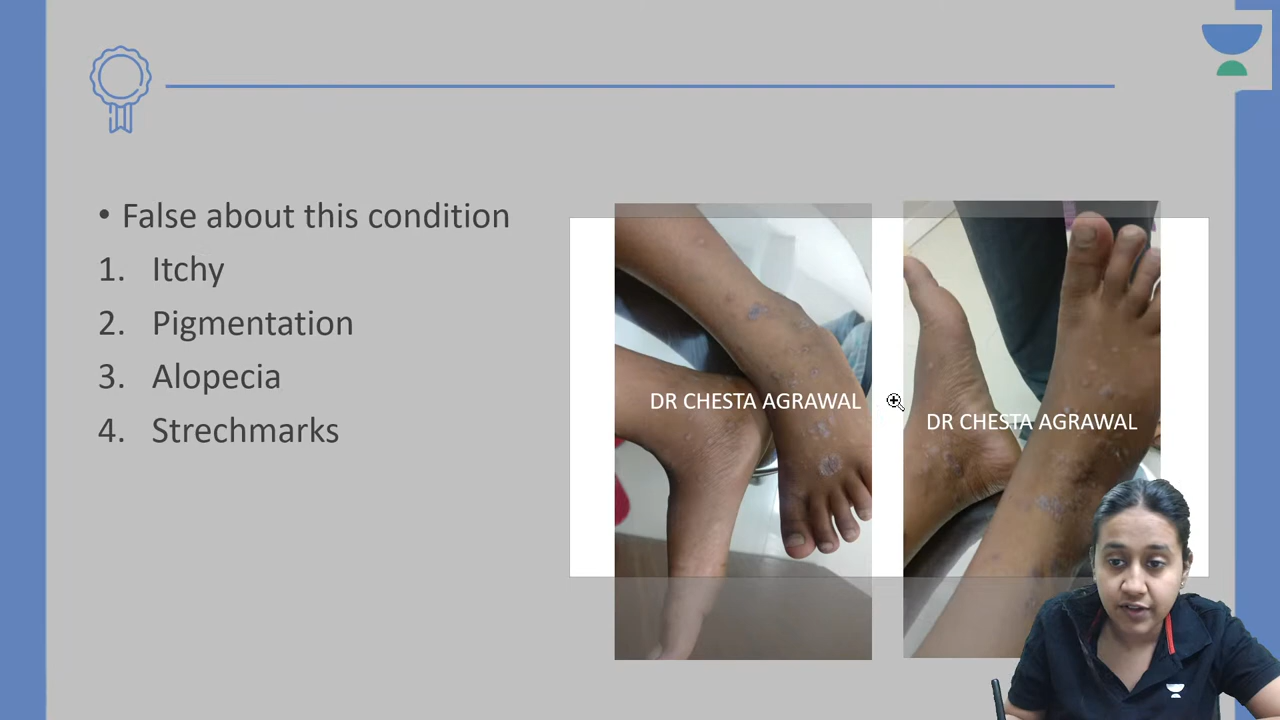 • False about this condition
1. Itchy
2. Pigmentation
3. Alopecia
4. Strechmarks
DR CHESTA AGRAWAL
DR CHESTA AGRAWAL